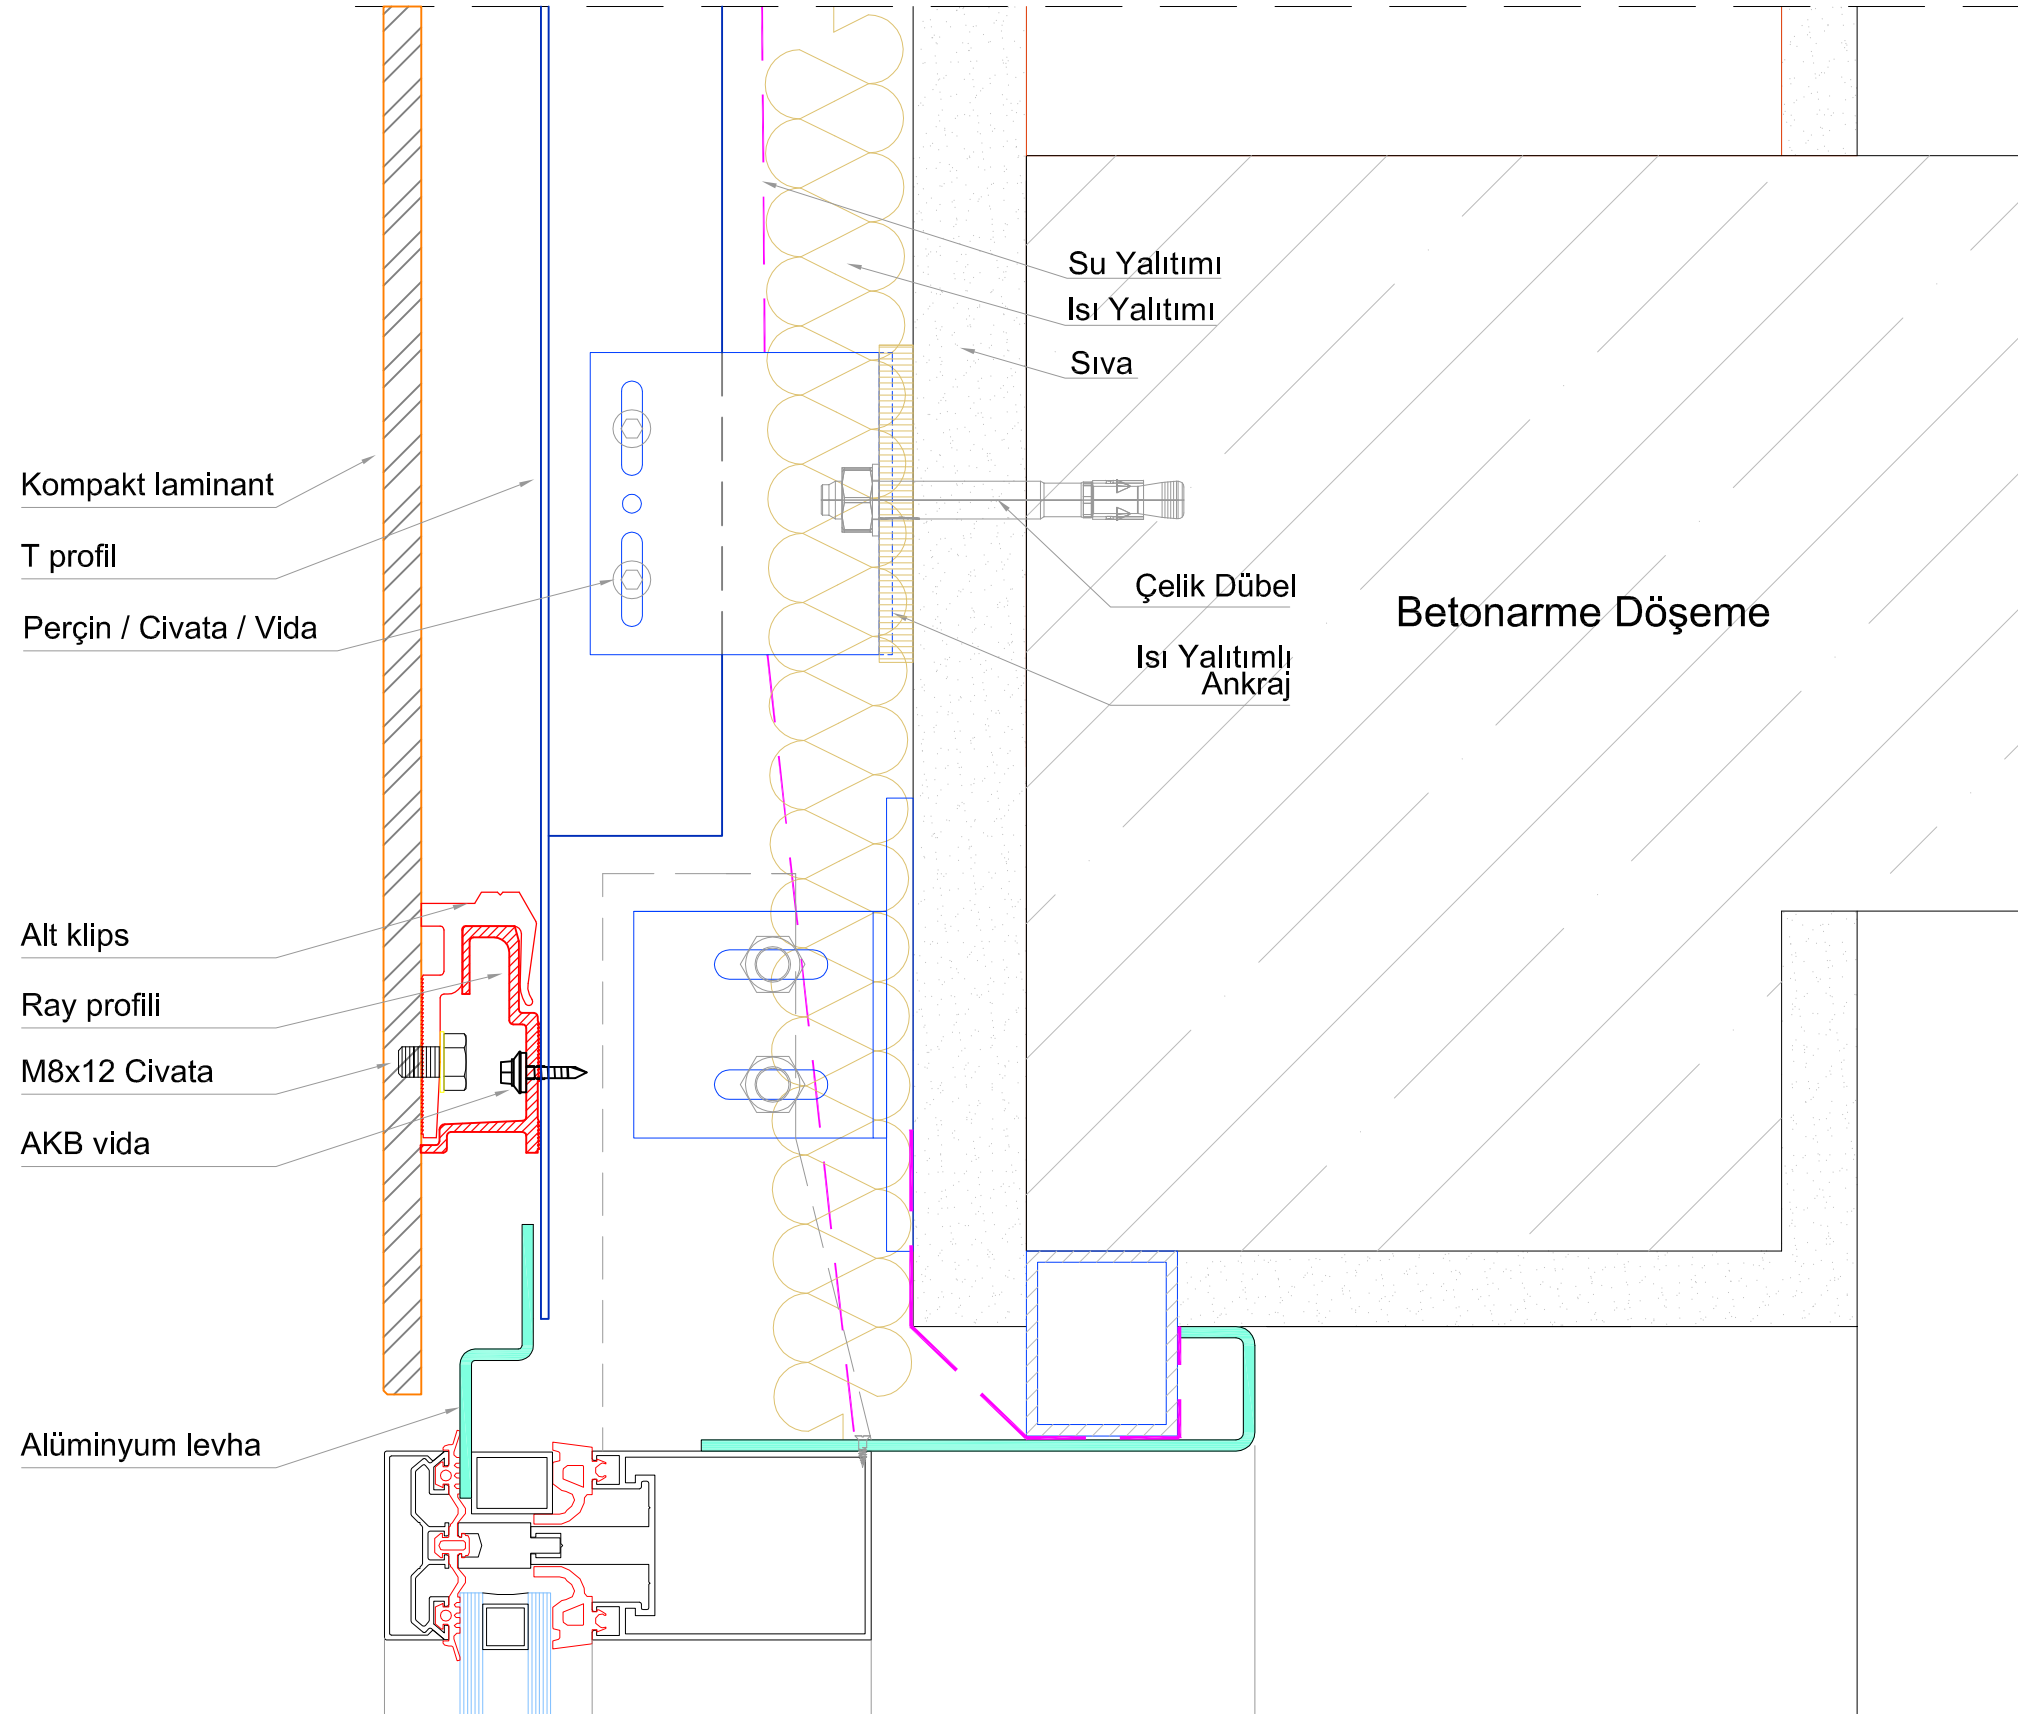 Su Yalıtımı
Isı Yalıtımı
Sıva
Kompakt laminant
T profil
Perçin / Civata / Vida
Çelik Dübel
Betonarme Döşeme
Isı Yalıtımlı
Ankraj
Alt klips
Ray profili
M8x12 Civata
AKB vida
Alüminyum levha